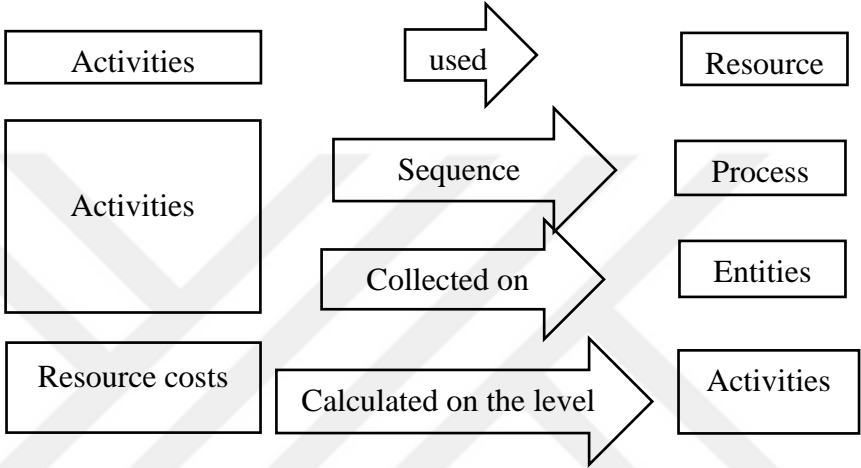 Activities
used
Resource
Activities
Sequence
Process
Collected on
Entities
Resource costs
Calculated on the level
Activities